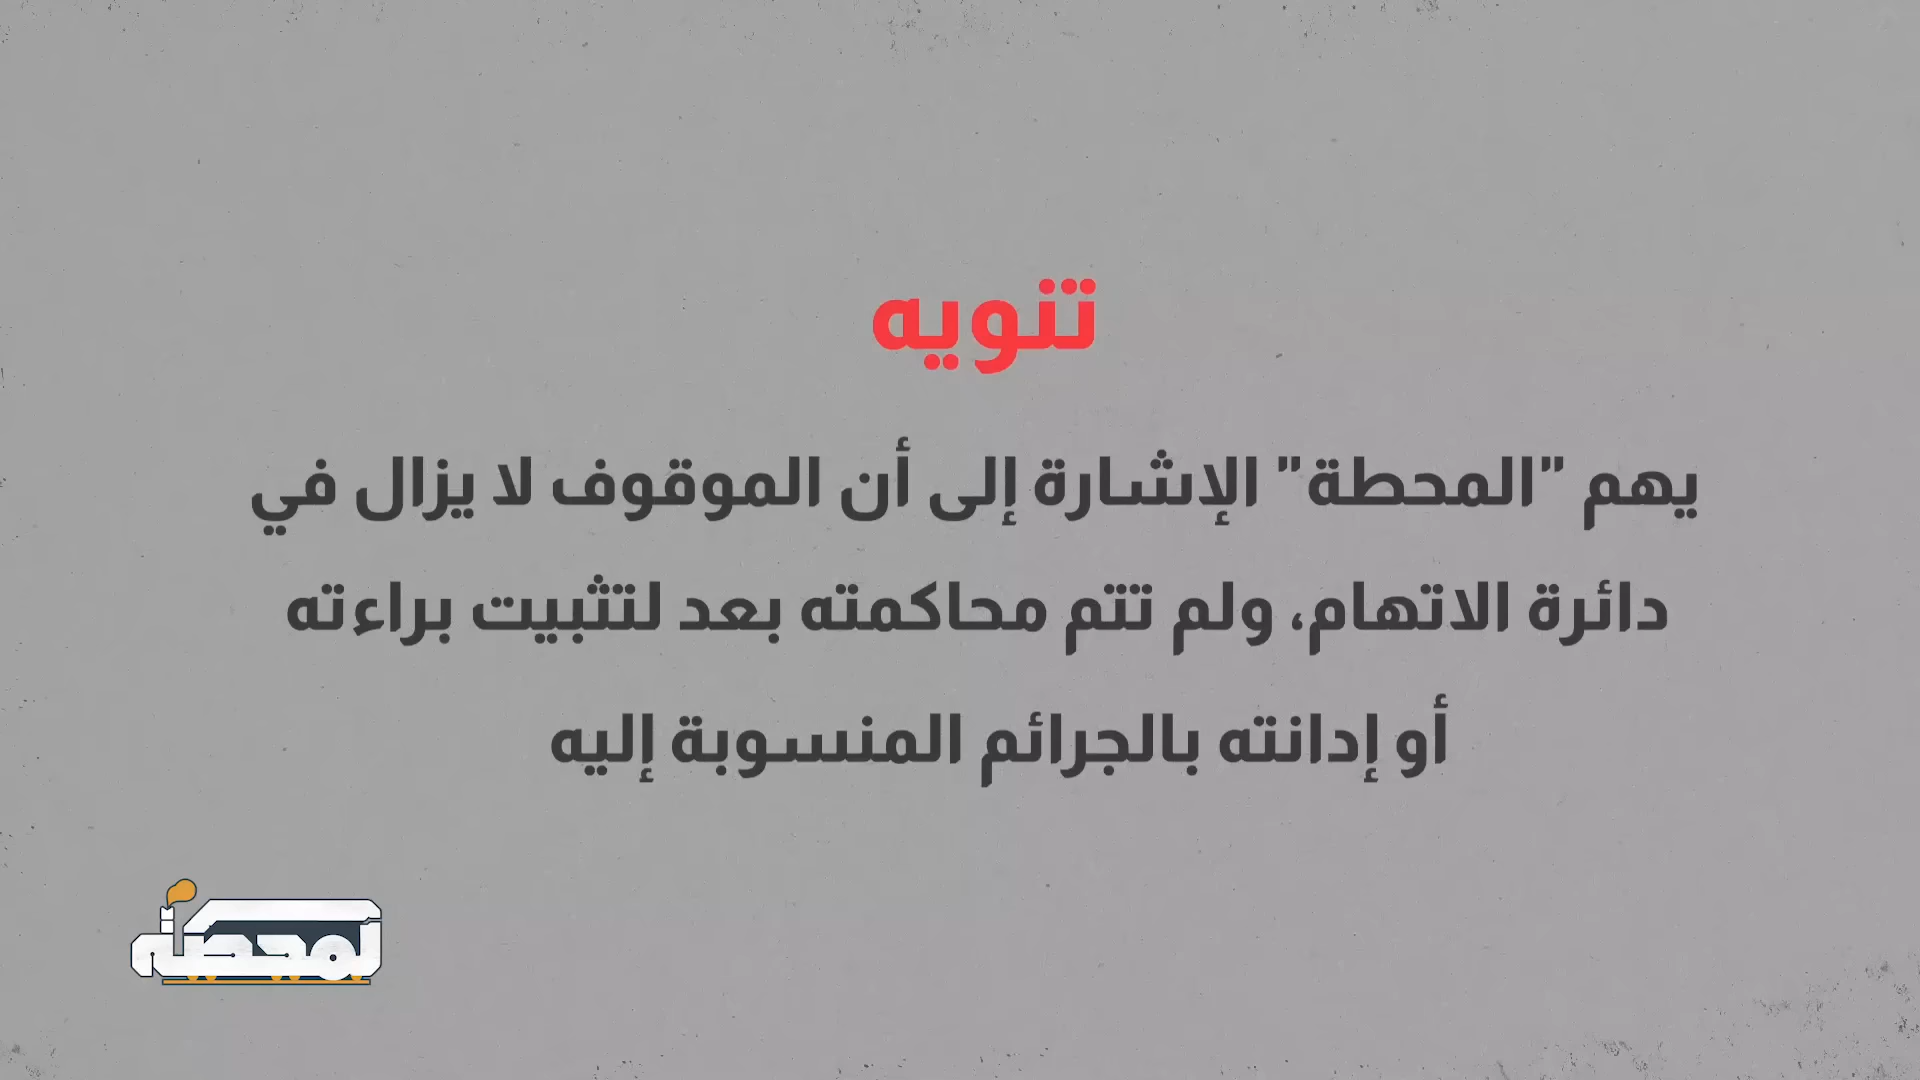 تنويه
يهم "المحطة" الإشارة إلى أن الموقوف لا يزال في
دائرة الاتهام، ولم تتم محاكمته بعد لتثبيت براءته
أو إدانته بالجرائم المنسوبة إليه
المحطة